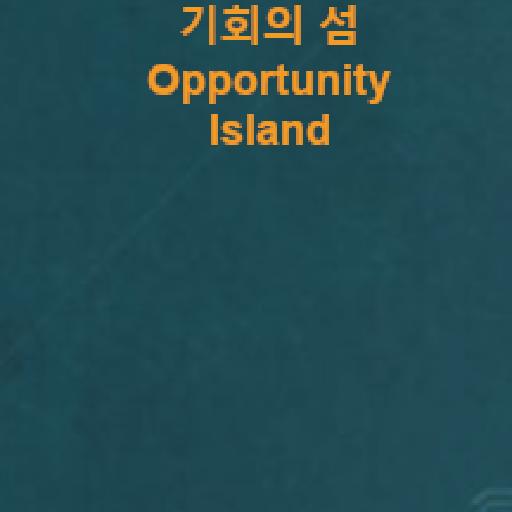 기회의 섬
Opportunity
Island